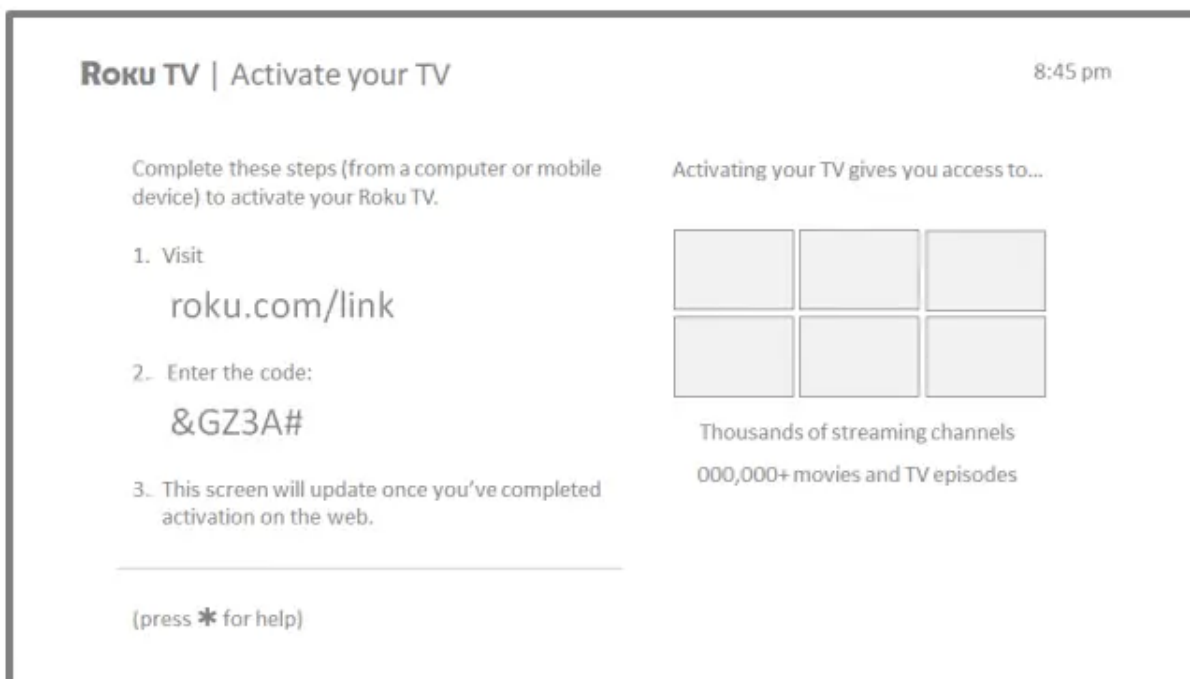 Roku TV | Activate your TV
8:45 pm
Complete these steps (from a computer or mobile
device) to activate your Roku TV.
1. Visit
roku.com/link
2. Enter the code:
&GZ3A#
3. This screen will update once you've completed
activation on the web.
(press * for help)
Activating your TV gives you access to...
Thousands of streaming channels
000,000+ movies and TV episodes